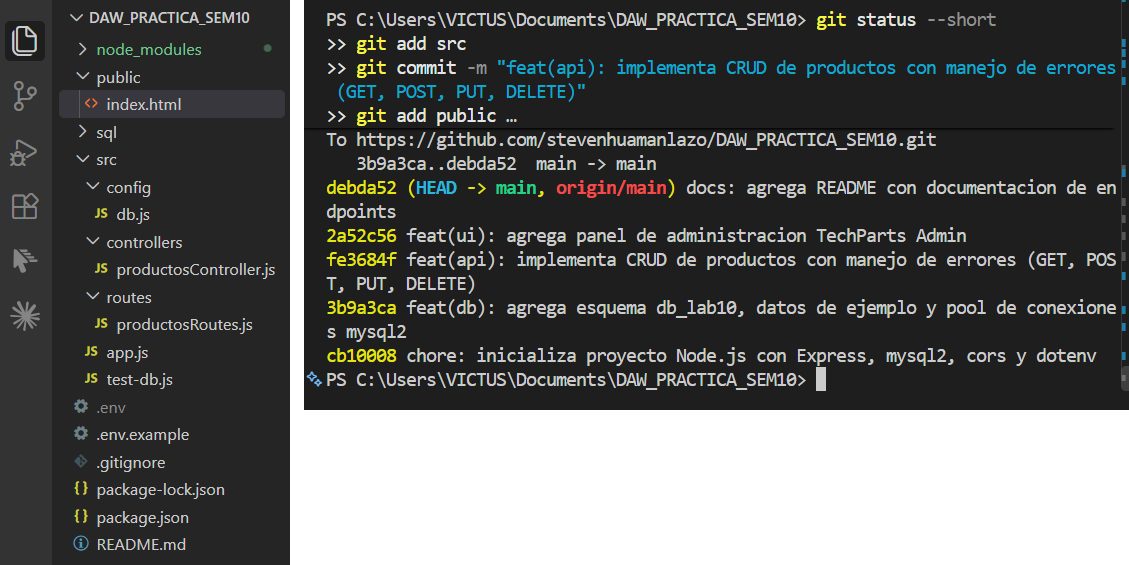 DAW_PRACTICA_SEM10
node_modules
public
<> index.html
sql
src
config
JS db.js
controllers
JS productosController.js
routes
JS productosRoutes.js
JS app.js
JS test-db.js
.env
.env.example
.gitignore
{} package-lock.json
{} package.json
README.md
PS C:\Users\VICTUS\Documents\DAW_PRACTICA_SEM10> git status --short
>> git add src
>> git commit -m "feat(api): implementa CRUD de productos con manejo de errores
(GET, POST, PUT, DELETE)"
>> git add public …
To https://github.com/stevenhuamanlazo/DAW_PRACTICA_SEM10.git
3b9a3ca..debda52 main -> main
debda52 (HEAD -> main, origin/main) docs: agrega README con documentacion de en
dpoints
2a52c56 feat(ui): agrega panel de administracion TechParts Admin
fe3684f feat(api): implementa CRUD de productos con manejo de errores (GET, POS
T, PUT, DELETE)
3b9a3ca feat(db): agrega esquema db_lab10, datos de ejemplo y pool de conexione
s mysql2
cb10008 chore: inicializa proyecto Node.js con Express, mysql2, cors y dotenv
PS C:\Users\VICTUS\Documents\DAW_PRACTICA_SEM10>